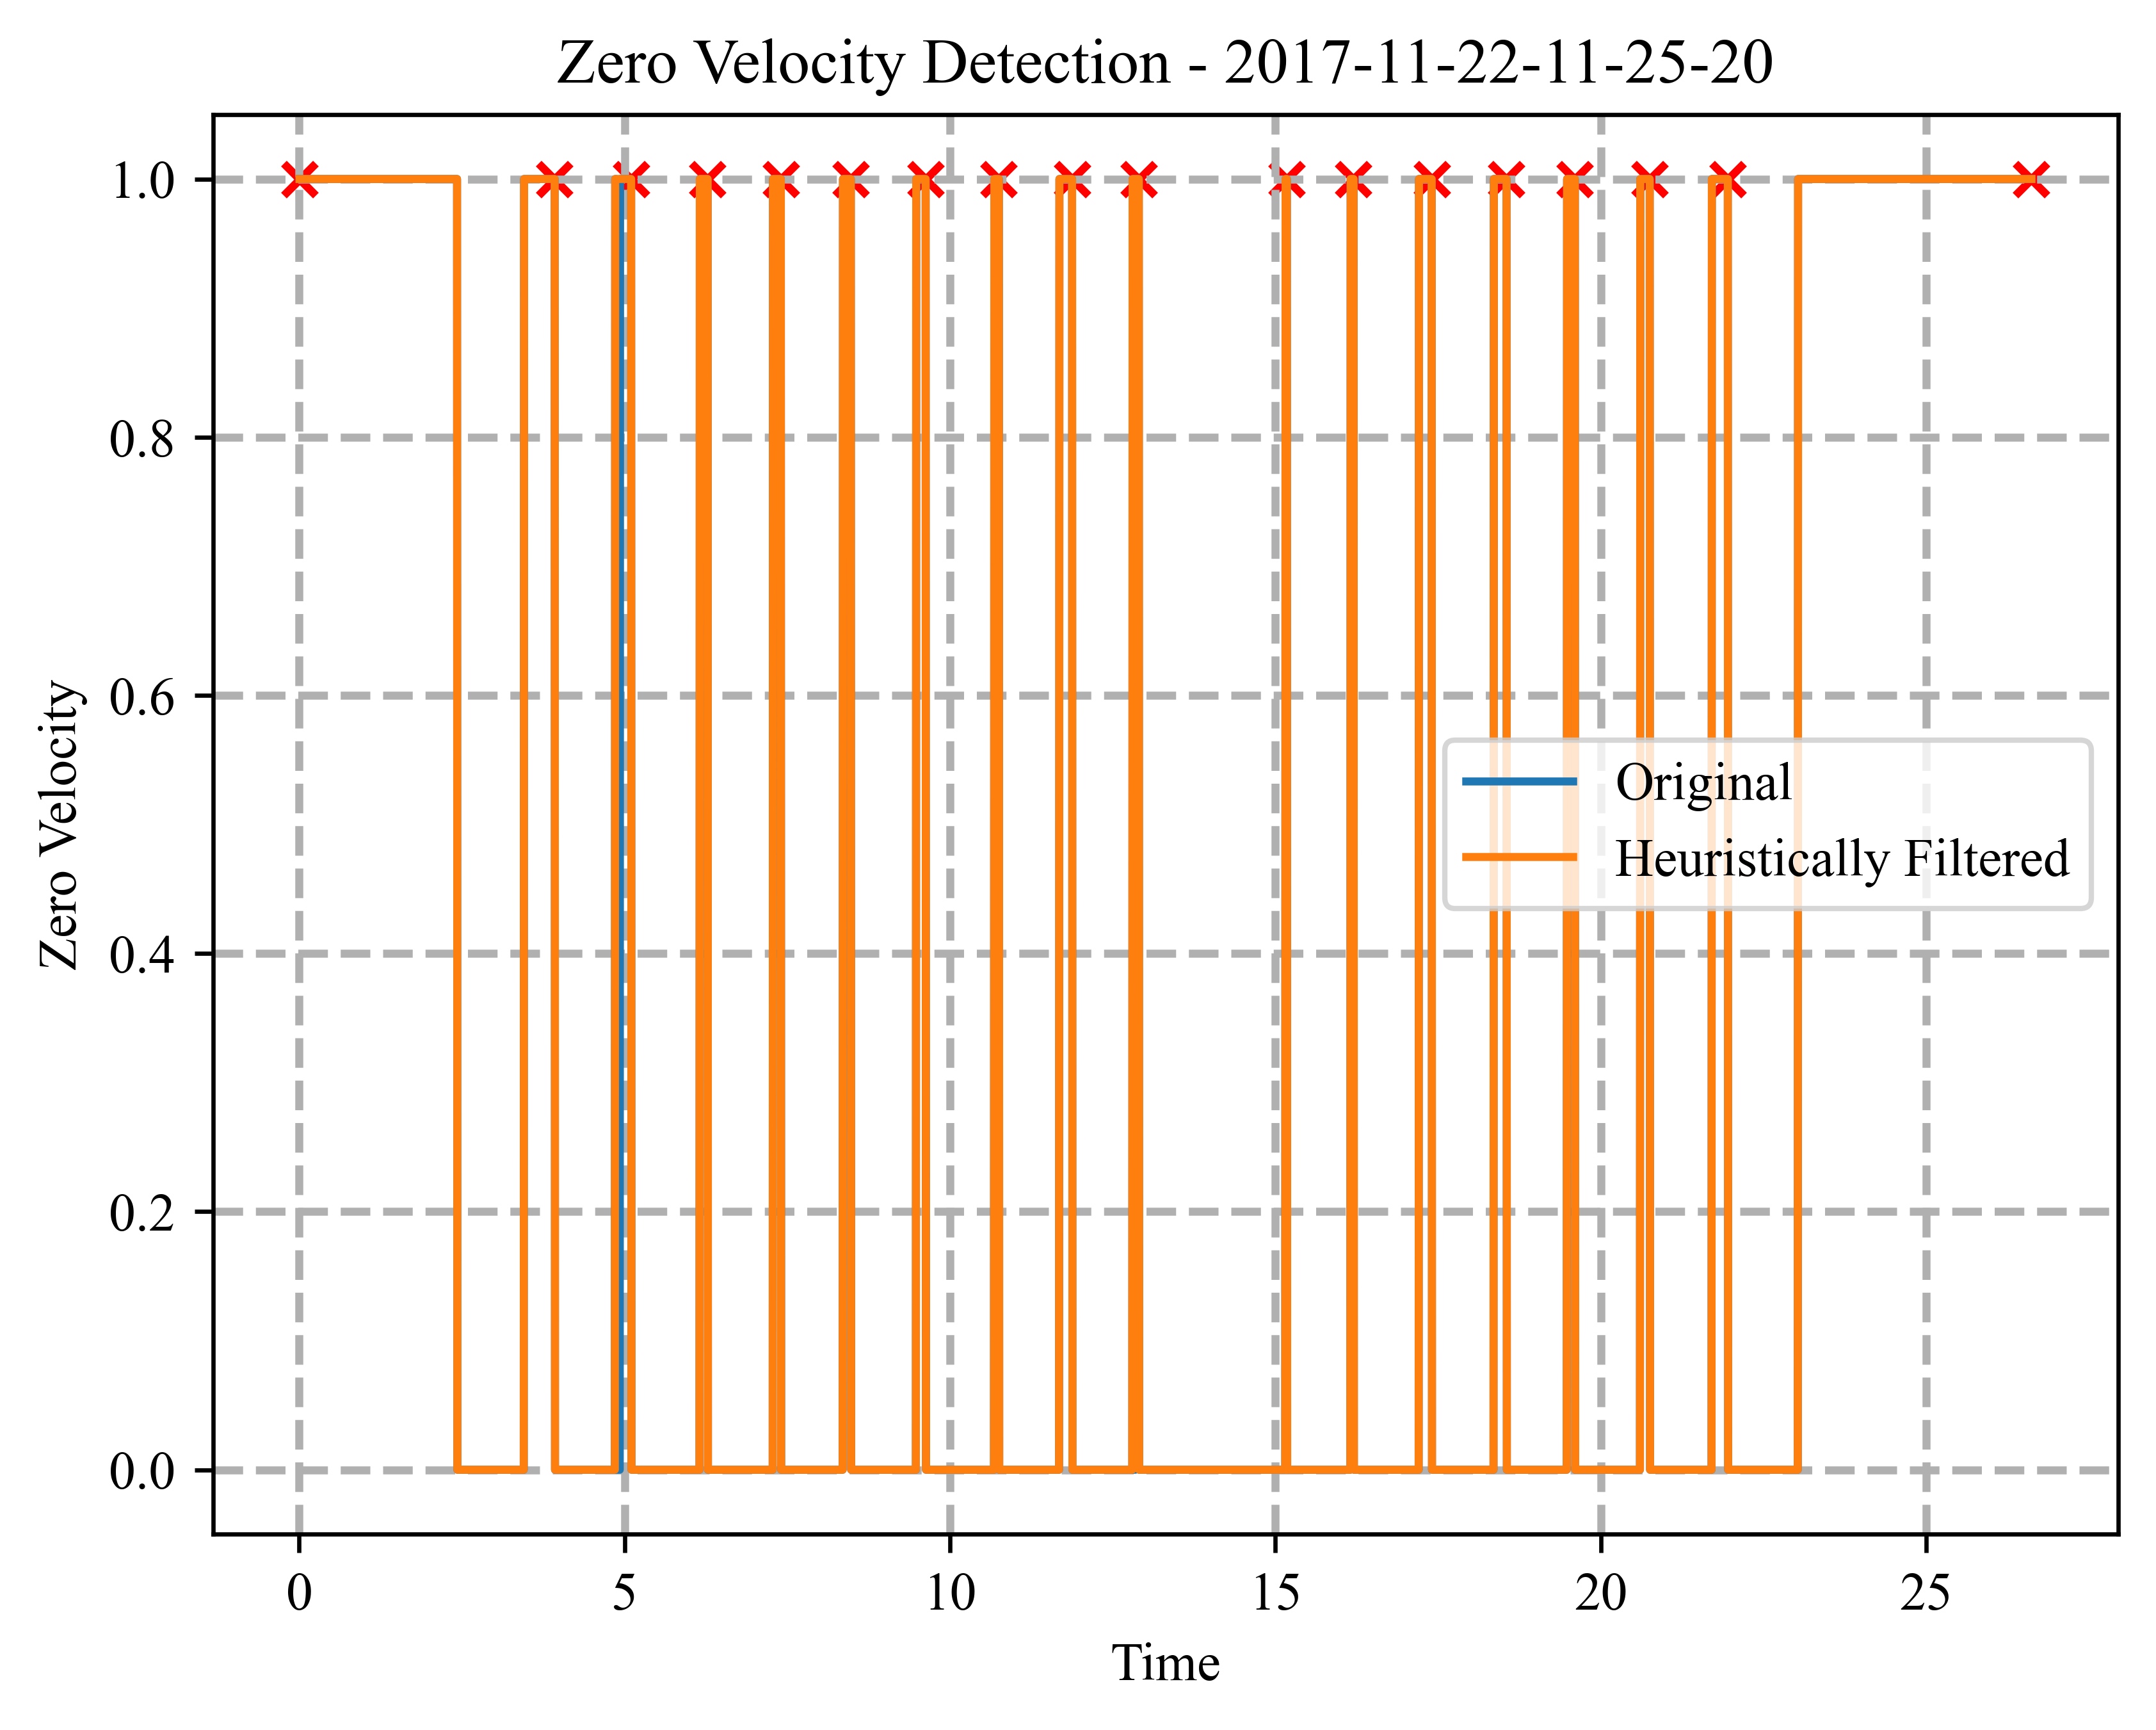 Zero Velocity Detection - 2017-11-22-11-25-20
1.0
0.8
0.6
0.4
0.2
0.0
Zero Velocity
Original
Heuristically Filtered
0 5 10 15 20 25
Time